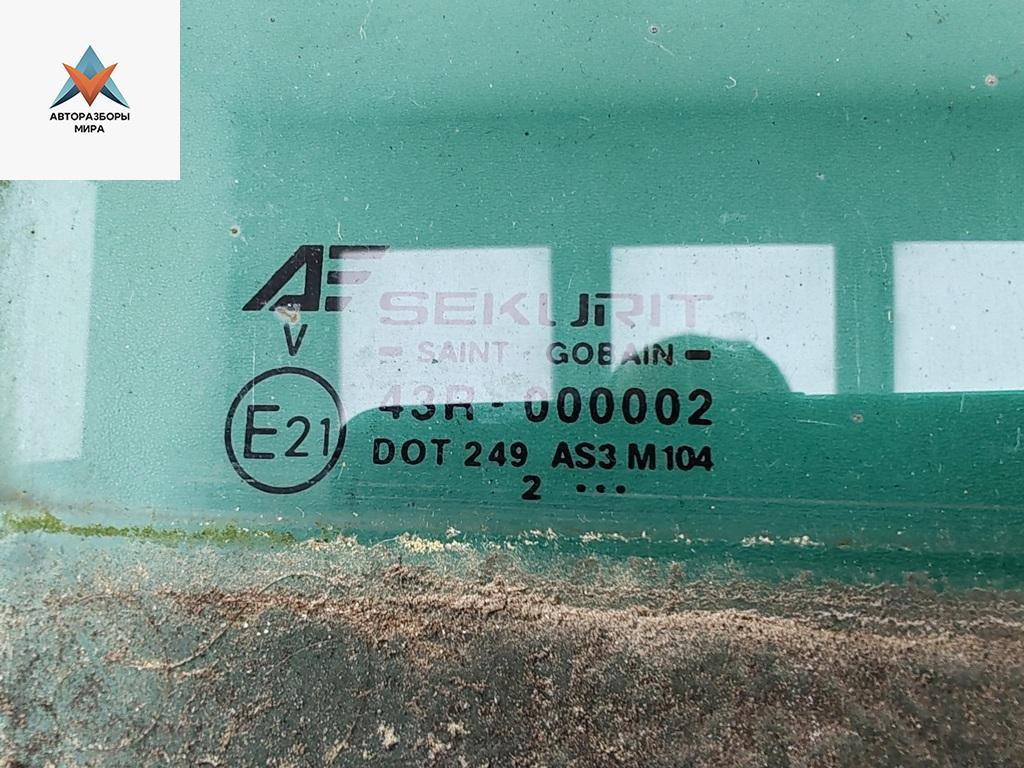 АВТОРАЗБОРЫ
МИРА
AE
SEKURIT
V
- SAINT GOBAIN -
43R - 000002
E21
DOT 249 AS3 M104
2 •••